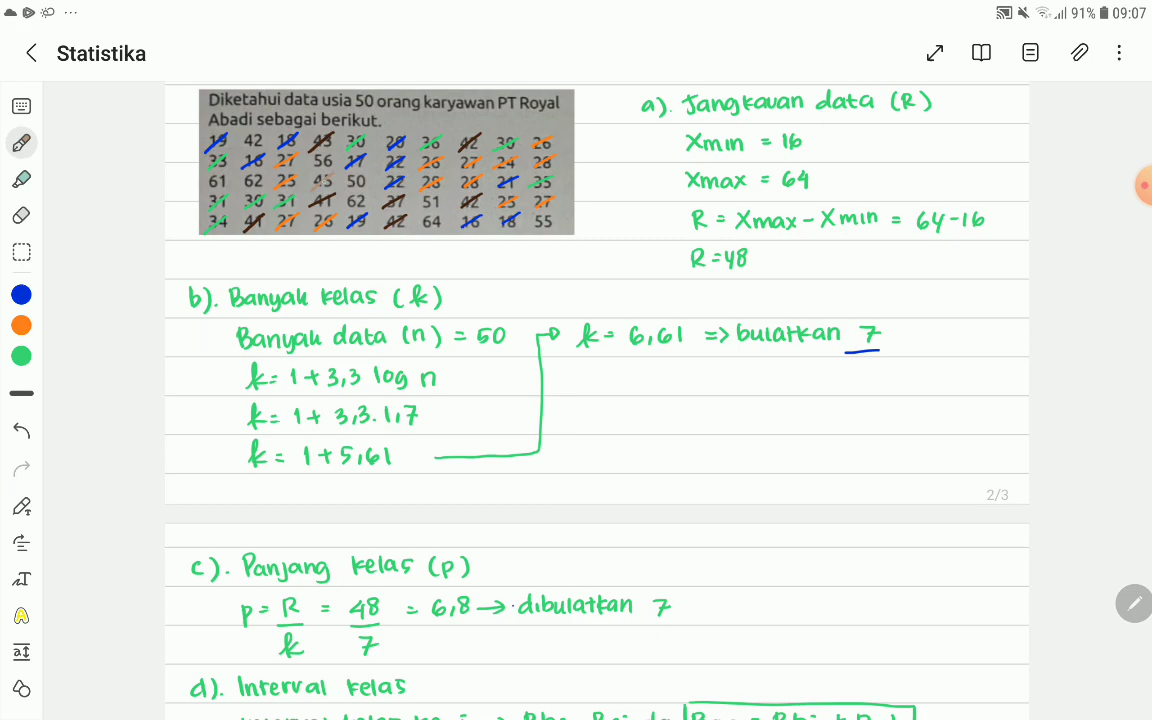 91% 09:07
Statistika
Diketahui data usia 50 orang karyawan PT Royal
Abadi sebagai berikut.
19 42 18 43 30 20 36 42 30 26
33 16 27 56 17 22 26 27 24 28
61 62 25 45 50 22 28 28 21 35
31 30 31 41 62 37 51 42 25 27
34 41 27 26 19 42 64 16 18 55
a). Jangkauan data (R)
Xmin = 16
Xmax = 64
R = Xmax - Xmin = 64-16
R = 48
b). Banyak kelas (k)
Banyak data (n) = 50
k = 1 + 3,3 log n
k = 1 + 3,3. 1,7
k = 1 + 5,61
k = 6,61 => bulatkan 7
2/3
c). Panjang kelas (p)
p = R/k = 48/7 = 6,8 → dibulatkan 7
d). Interval kelas